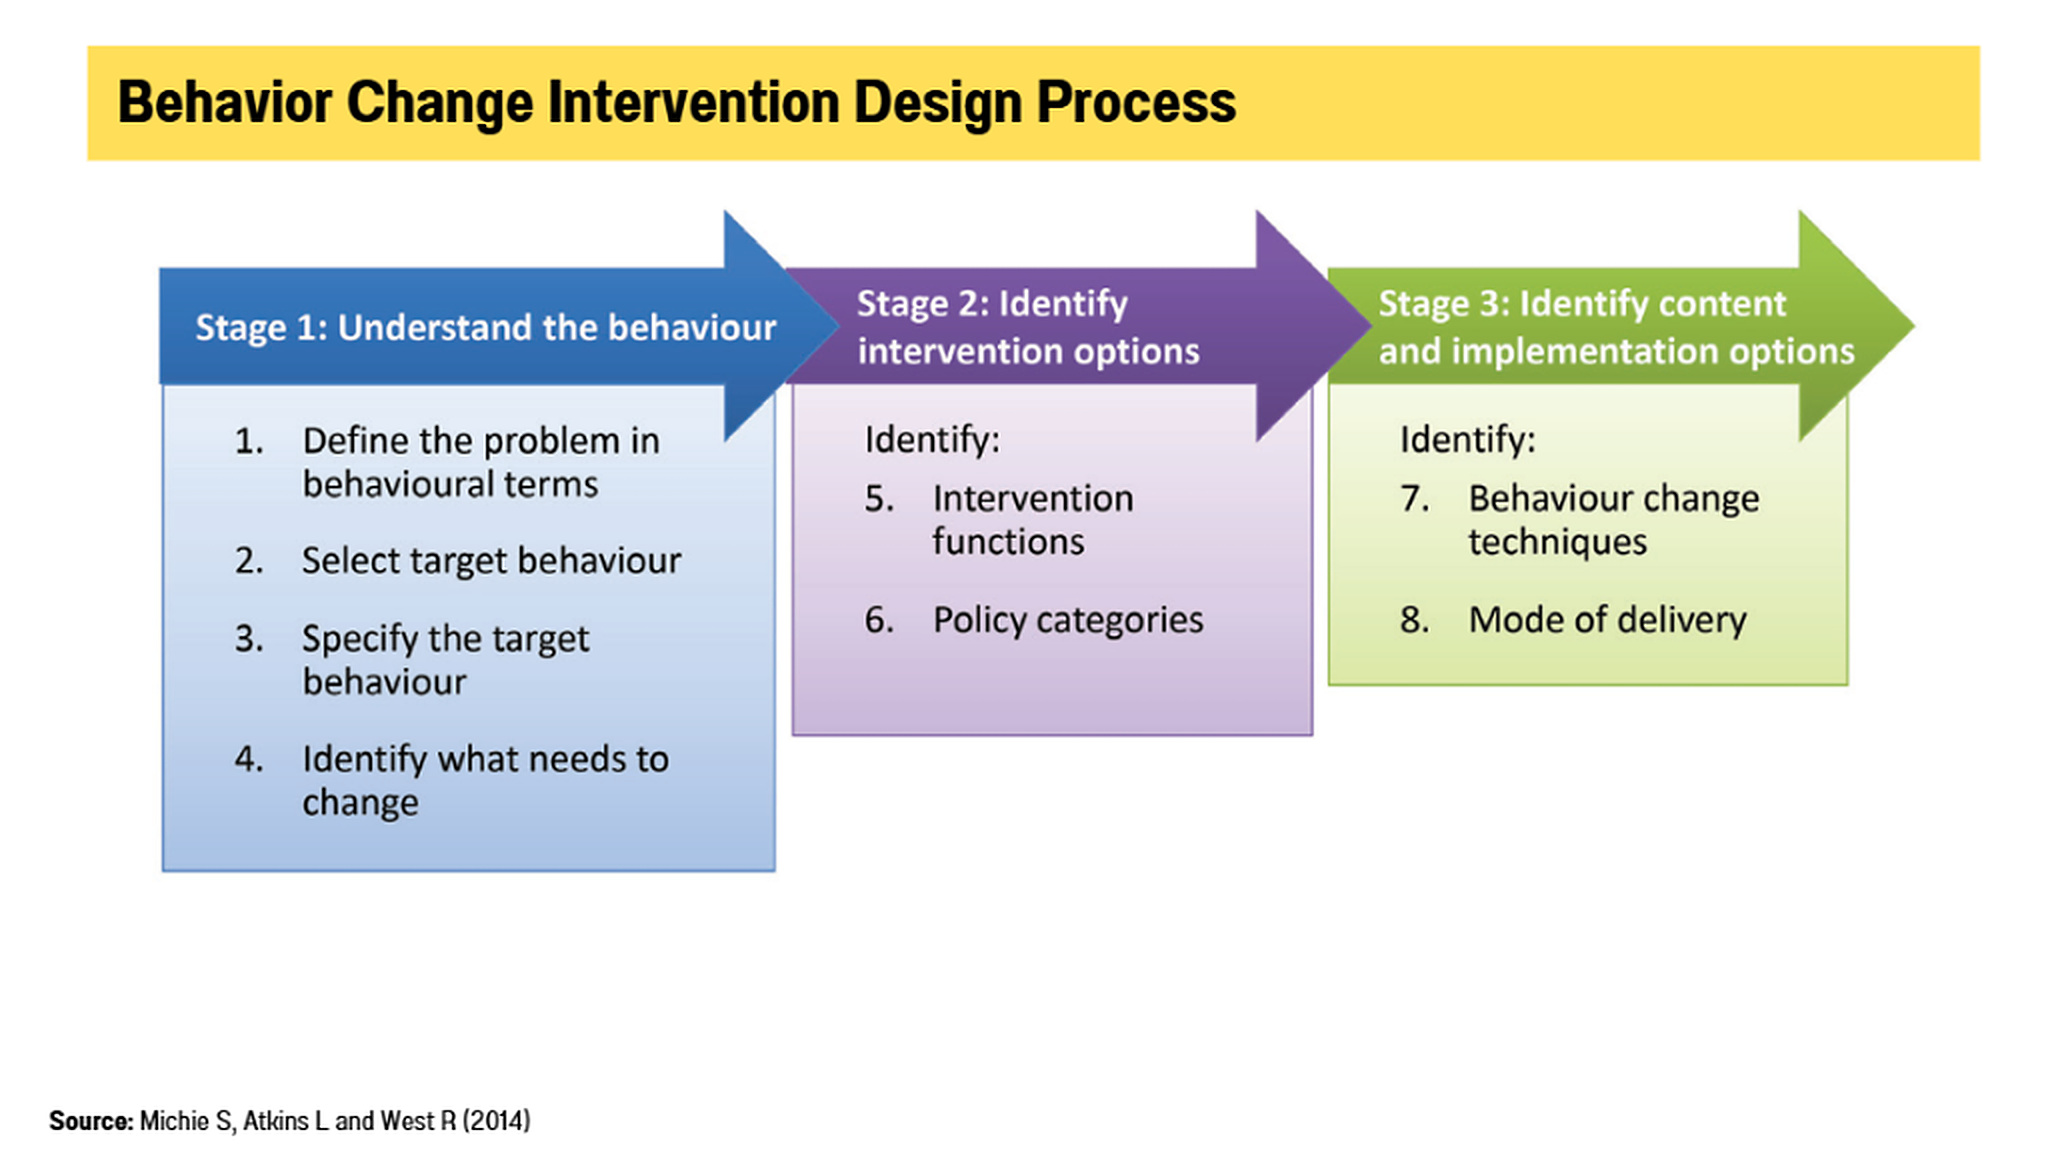 Behavior Change Intervention Design Process
Stage 1: Understand the behaviour
1. Define the problem in
behavioural terms
2. Select target behaviour
3. Specify the target
behaviour
4. Identify what needs to
change
Stage 2: Identify
intervention options
Identify:
5. Intervention
functions
6. Policy categories
Stage 3: Identify content
and implementation options
Identify:
7. Behaviour change
techniques
8. Mode of delivery
Source: Michie S, Atkins L and West R (2014)